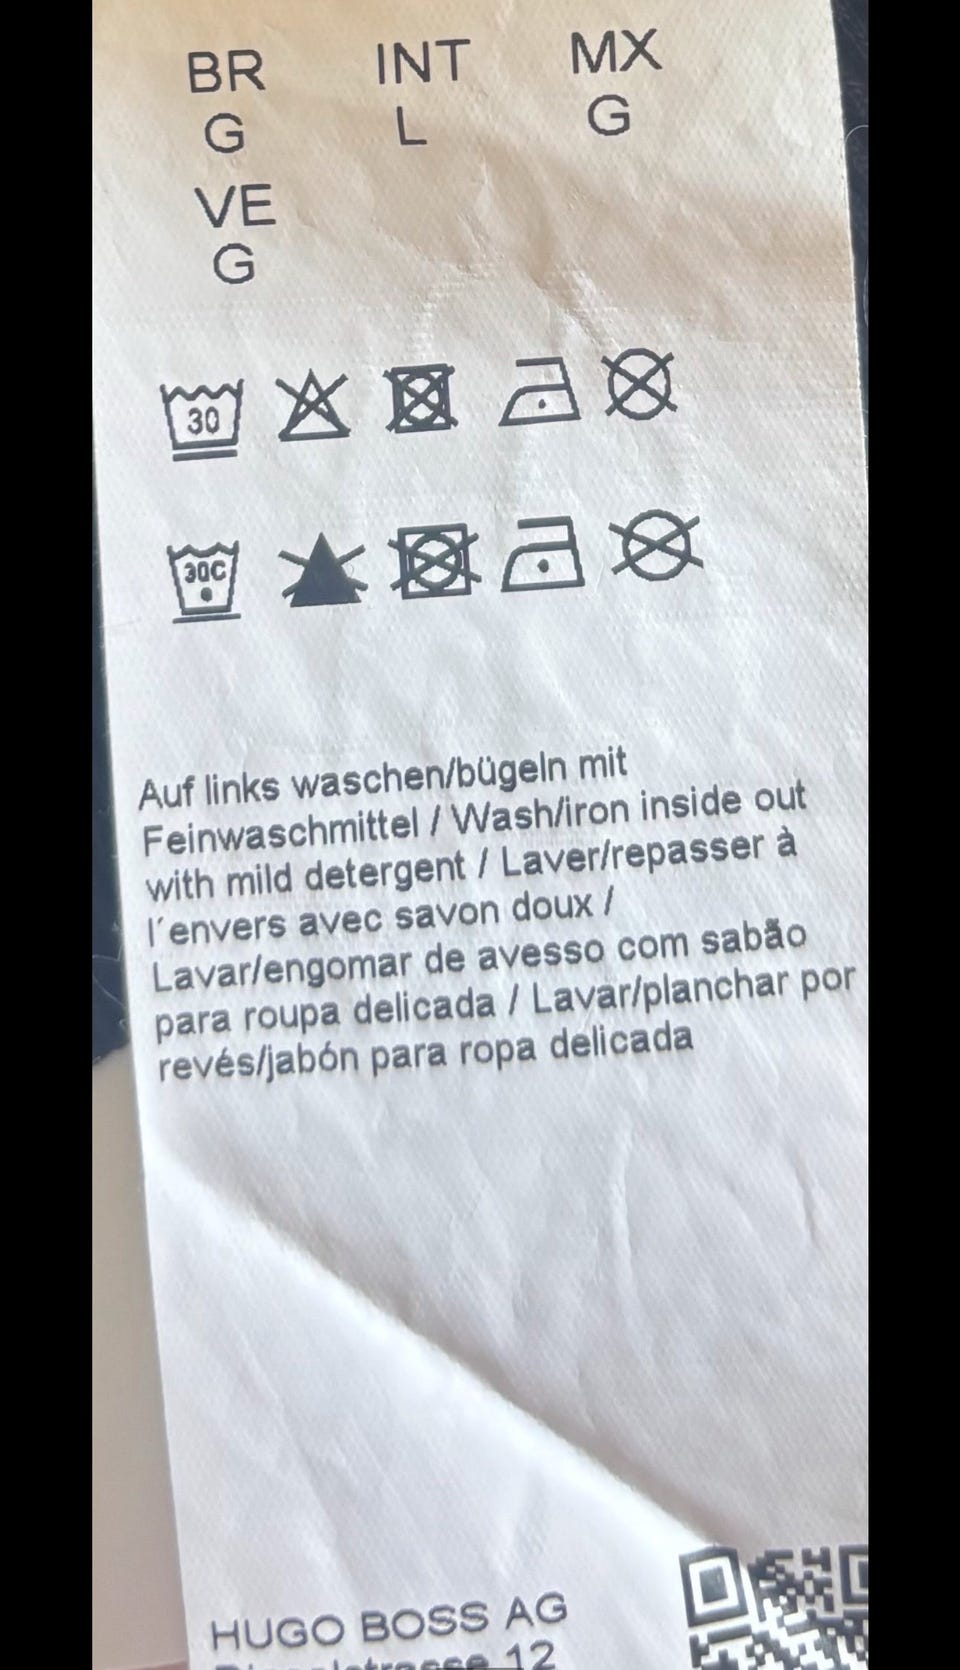 BR INT MX
G L G
VE
G
30
30C
Auf links waschen/bügeln mit
Feinwaschmittel / Wash/iron inside out
with mild detergent / Laver/repasser à
l´envers avec savon doux /
Lavar/engomar de avesso com sabão
para roupa delicada / Lavar/planchar por
revés/jabón para ropa delicada
HUGO BOSS AG
12